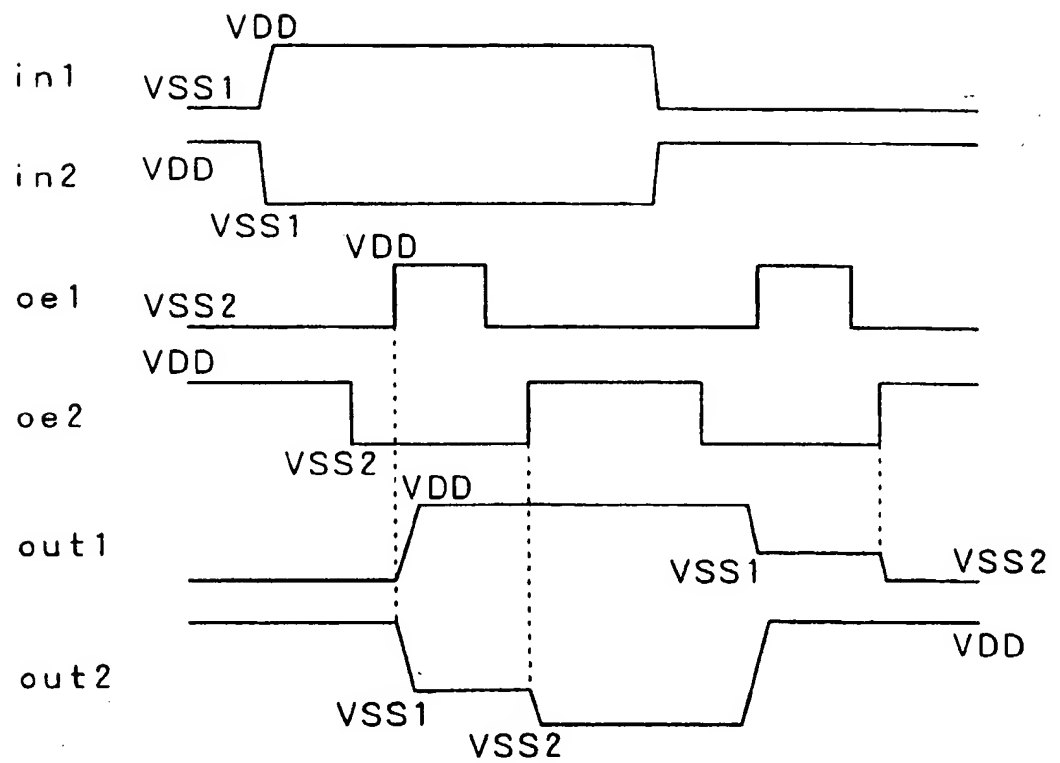 VDD
in1
VSS1
in2
VDD
VSS1
VDD
oe1
VSS2
VDD
oe2
VSS2
VDD
out1
VSS1
VSS2
out2
VDD
VSS1
VSS2